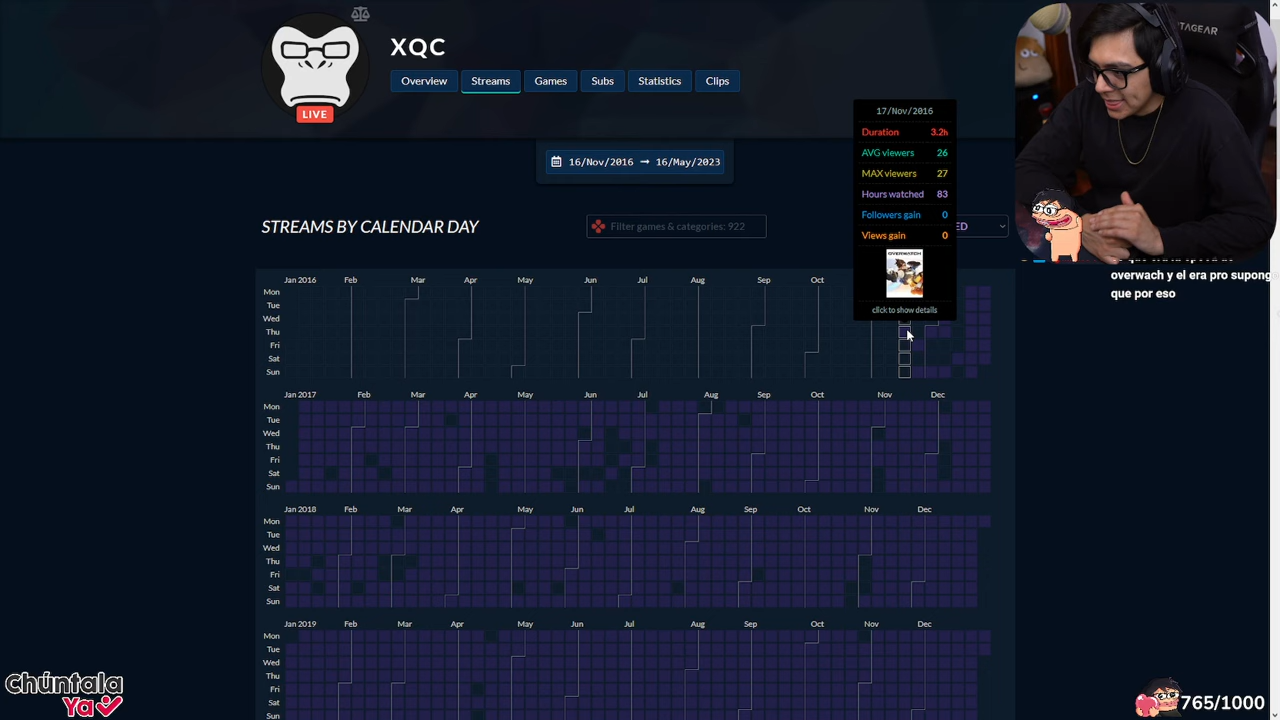 XQC
Overview Streams Games Subs Statistics Clips
LIVE
16/Nov/2016 → 16/May/2023
STREAMS BY CALENDAR DAY
Filter games & categories: 922
ED
17/Nov/2016
Duration 3.2h
AVG viewers 26
MAX viewers 27
Hours watched 83
Followers gain 0
Views gain 0
OVERWATCH
click to show details
overwach y el era pro supong
que por eso
Jan 2016 Feb Mar Apr May Jun Jul Aug Sep Oct
Mon
Tue
Wed
Thu
Fri
Sat
Sun
Jan 2017 Feb Mar Apr May Jun Jul Aug Sep Oct Nov Dec
Mon
Tue
Wed
Thu
Fri
Sat
Sun
Jan 2018 Feb Mar Apr May Jun Jul Aug Sep Oct Nov Dec
Mon
Tue
Wed
Thu
Fri
Sat
Sun
Jan 2019 Feb Mar Apr May Jun Jul Aug Sep Oct Nov Dec
Mon
Tue
Wed
Thu
Fri
Sat
Sun
Chúntala
Ya
765/1000